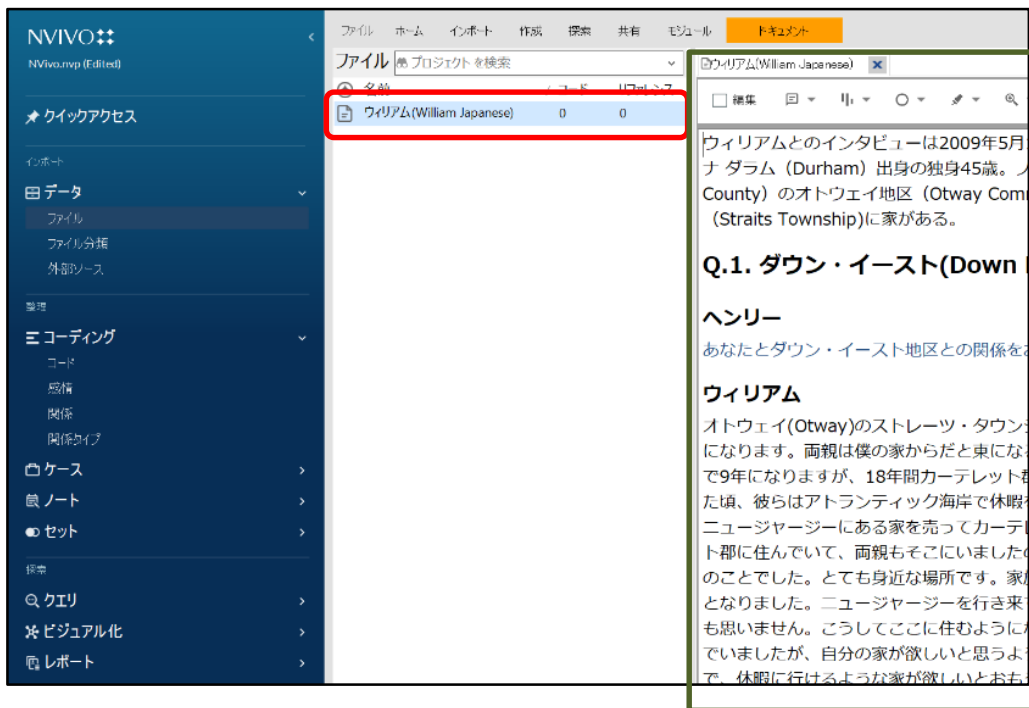 NVIVO
NVivo.nvp (Edited)
クイックアクセス
インポート
データ
ファイル
ファイル分類
外部ソース
整理
コーディング
コード
感情
関係
関係タイプ
ケース
ノート
セット
探索
クエリ
ビジュアル化
レポート
ファイル ホーム インポート 作成 探索 共有 モジュール ドキュメント
ファイル プロジェクト を検索
名前 コード リファレンス
ウィリアム(William Japanese) 0 0
ウィリアム(William Japanese)
編集
ウィリアムとのインタビューは2009年5月
ナ ダラム（Durham）出身の独身45歳。
County）のオトウェイ地区（Otway Com
（Straits Township)に家がある。
Q.1. ダウン・イースト(Down
ヘンリー
あなたとダウン・イースト地区との関係を
ウィリアム
オトウェイ(Otway)のストレーツ・タウン
になります。両親は僕の家からだと東にな
で9年になりますが、18年間カーテレット
た頃、彼らはアトランティック海岸で休暇
ニュージャージーにある家を売ってカーテ
ト郡に住んでいて、両親もそこにいました
のことでした。とても身近な場所です。家
となりました。ニュージャージーを行き来
も思いません。こうしてここに住むように
でいましたが、自分の家が欲しいと思うよ
で、休暇に行けるような家が欲しいとおも